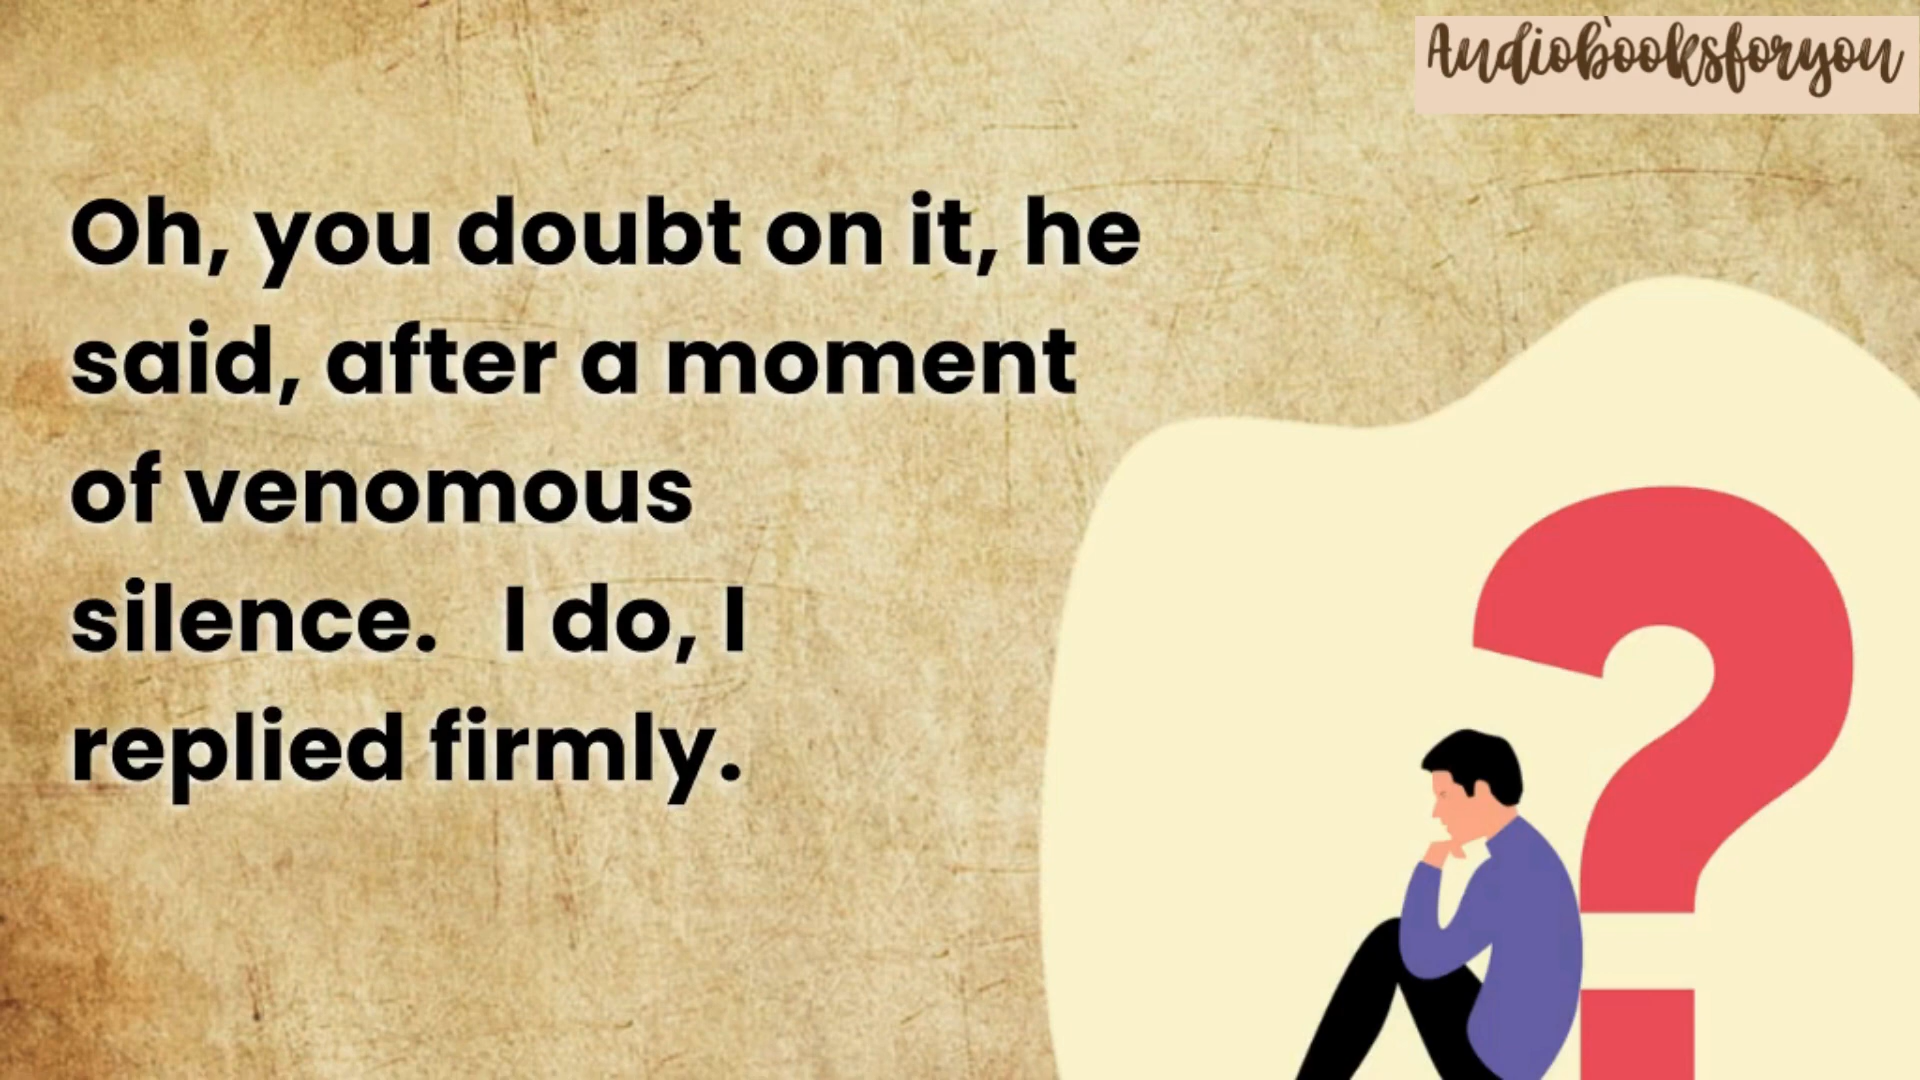 Audiobooksforyou
Oh, you doubt on it, he
said, after a moment
of venomous
silence. I do, I
replied firmly.